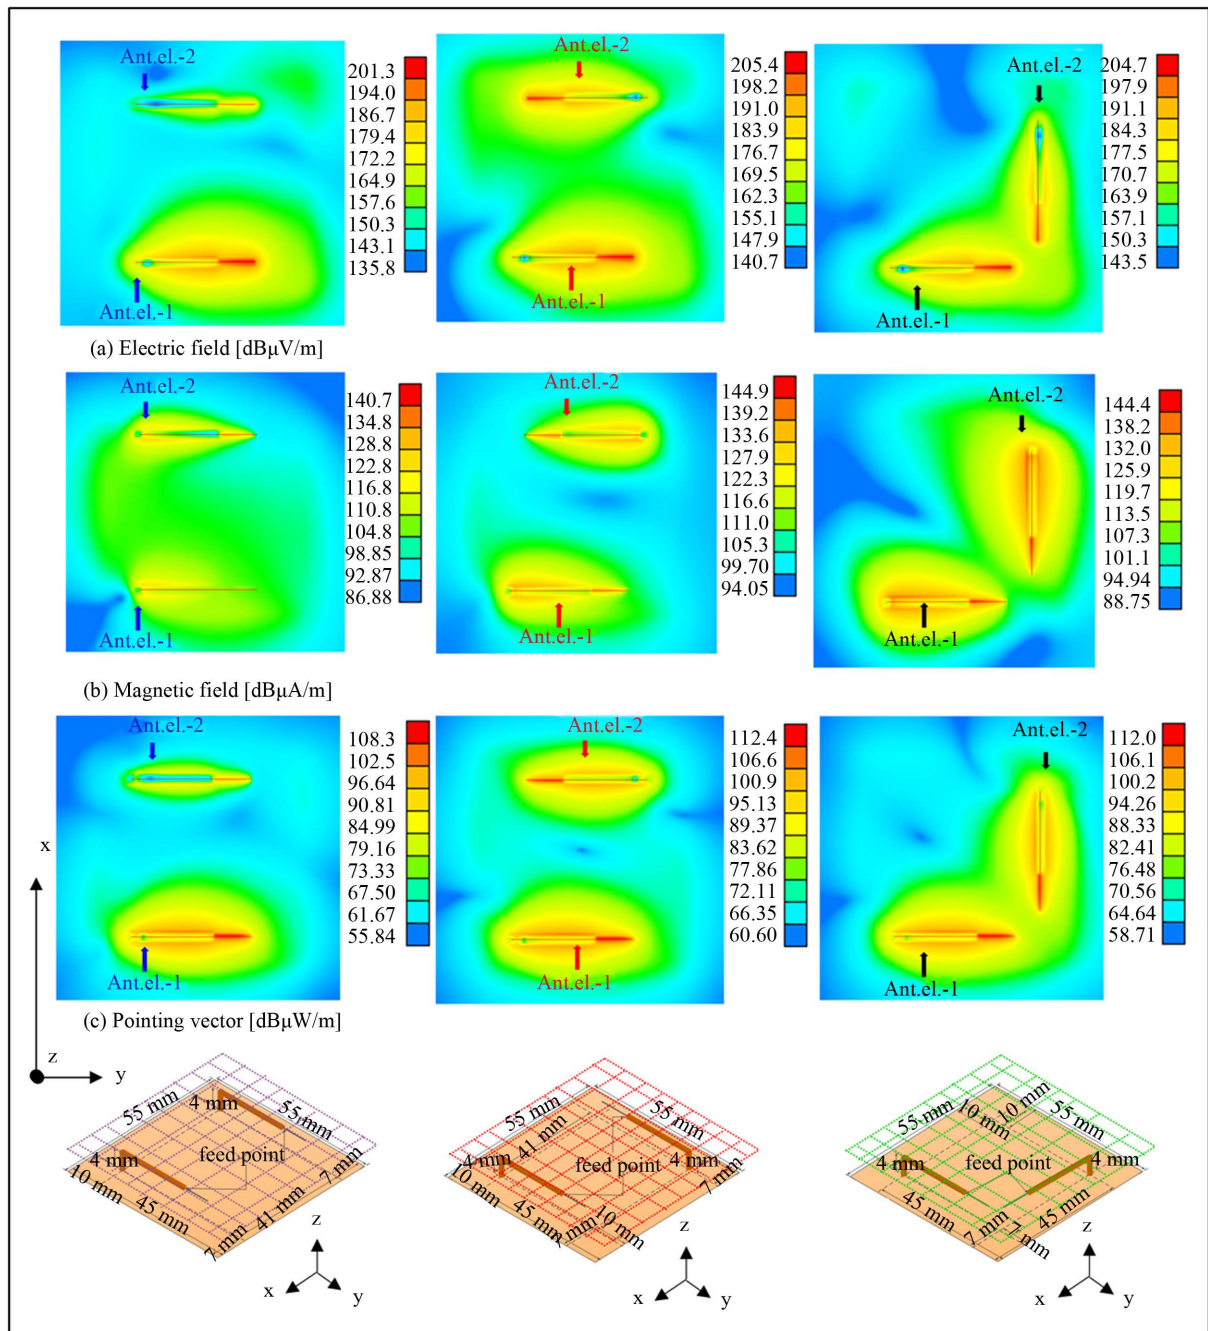 Ant.el.-2
201.3
194.0
186.7
179.4
172.2
164.9
157.6
150.3
143.1
135.8
Ant.el.-1
Ant.el.-2
205.4
198.2
191.0
183.9
176.7
169.5
162.3
155.1
147.9
140.7
Ant.el.-1
Ant.el.-2
204.7
197.9
191.1
184.3
177.5
170.7
163.9
157.1
150.3
143.5
Ant.el.-1
(a) Electric field [dBµV/m]
Ant.el.-2
140.7
134.8
128.8
122.8
116.8
110.8
104.8
98.85
92.87
86.88
Ant.el.-1
Ant.el.-2
144.9
139.2
133.6
127.9
122.3
116.6
111.0
105.3
99.70
94.05
Ant.el.-1
Ant.el.-2
144.4
138.2
132.0
125.9
119.7
113.5
107.3
101.1
94.94
88.75
Ant.el.-1
(b) Magnetic field [dBµA/m]
Ant.el.-2
108.3
102.5
96.64
90.81
84.99
79.16
73.33
67.50
61.67
55.84
Ant.el.-1
Ant.el.-2
112.4
106.6
100.9
95.13
89.37
83.62
77.86
72.11
66.35
60.60
Ant.el.-1
Ant.el.-2
112.0
106.1
100.2
94.26
88.33
82.41
76.48
70.56
64.64
58.71
Ant.el.-1
(c) Pointing vector [dBµW/m]
x
z
y
55 mm
4 mm
55 mm
4 mm
feed point
10 mm
45 mm
7 mm
41 mm
7 mm
z
x
y
55 mm
41 mm
55 mm
4 mm
feed point
4 mm
10 mm
45 mm
7 mm
10 mm
7 mm
z
x
y
55 mm
10 mm
10 mm
55 mm
4 mm
feed point
4 mm
45 mm
7 mm
7 mm
45 mm
z
x
y